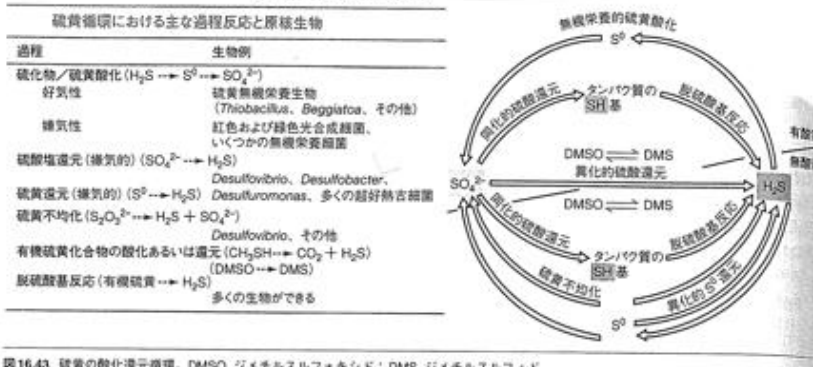 硫黄循環における主な過程反応と原核生物
過程 生物例
硫化物/硫黄酸化 (H₂S → S⁰ → SO₄²⁻)
好気性 硫黄無機栄養生物
(Thiobacillus、Beggiatoa、その他)
嫌気性 紅色および緑色光合成細菌、
いくつかの無機栄養細菌
硫酸塩還元 (嫌気的) (SO₄²⁻ → H₂S)
Desulfovibrio、Desulfobacter、
硫黄還元 (嫌気的) (S⁰ → H₂S) Desulfuromonas、多くの超好熱古細菌
硫黄不均化 (S₂O₃²⁻ → H₂S + SO₄²⁻)
Desulfovibrio、その他
有機硫黄化合物の酸化あるいは還元 (CH₃SH → CO₂ + H₂S)
(DMSO → DMS)
脱硫酸基反応 (有機硫黄 → H₂S)
多くの生物ができる
無機栄養的硫黄酸化
S⁰
同化的硫酸還元
タンパク質の
SH基
脱硫酸基反応
有酸
無酸
DMSO ⇌ DMS
異化的硫酸還元
SO₄²⁻
H₂S
DMSO ⇌ DMS
同化的硫酸還元
タンパク質の
SH基
脱硫酸基反応
硫黄不均化
異化的S⁰還元
S⁰
図16.43 硫黄の酸化還元循環。DMSO, ジメチルスルフォキシド; DMS, ジメチルスルフィド